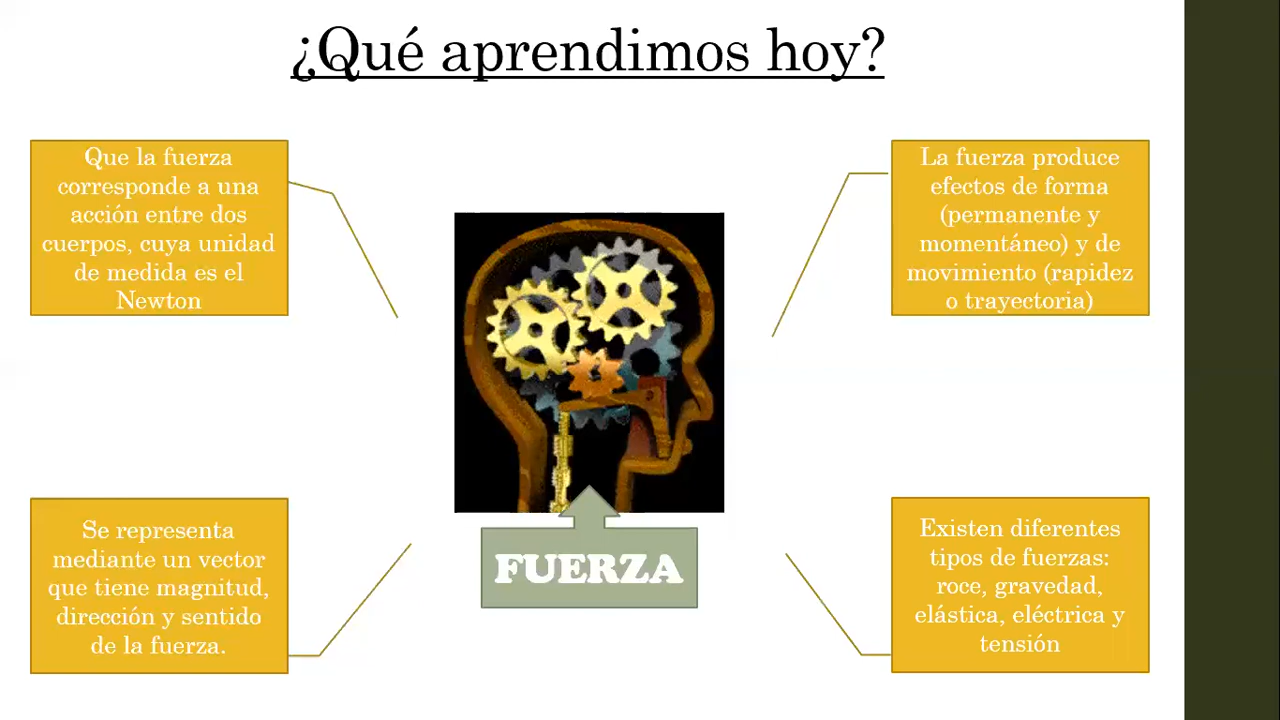 ¿Qué aprendimos hoy?
Que la fuerza
corresponde a una
acción entre dos
cuerpos, cuya unidad
de medida es el
Newton
La fuerza produce
efectos de forma
(permanente y
momentáneo) y de
movimiento (rapidez
o trayectoria)
Se representa
mediante un vector
que tiene magnitud,
dirección y sentido
de la fuerza.
FUERZA
Existen diferentes
tipos de fuerzas:
roce, gravedad,
elástica, eléctrica y
tensión